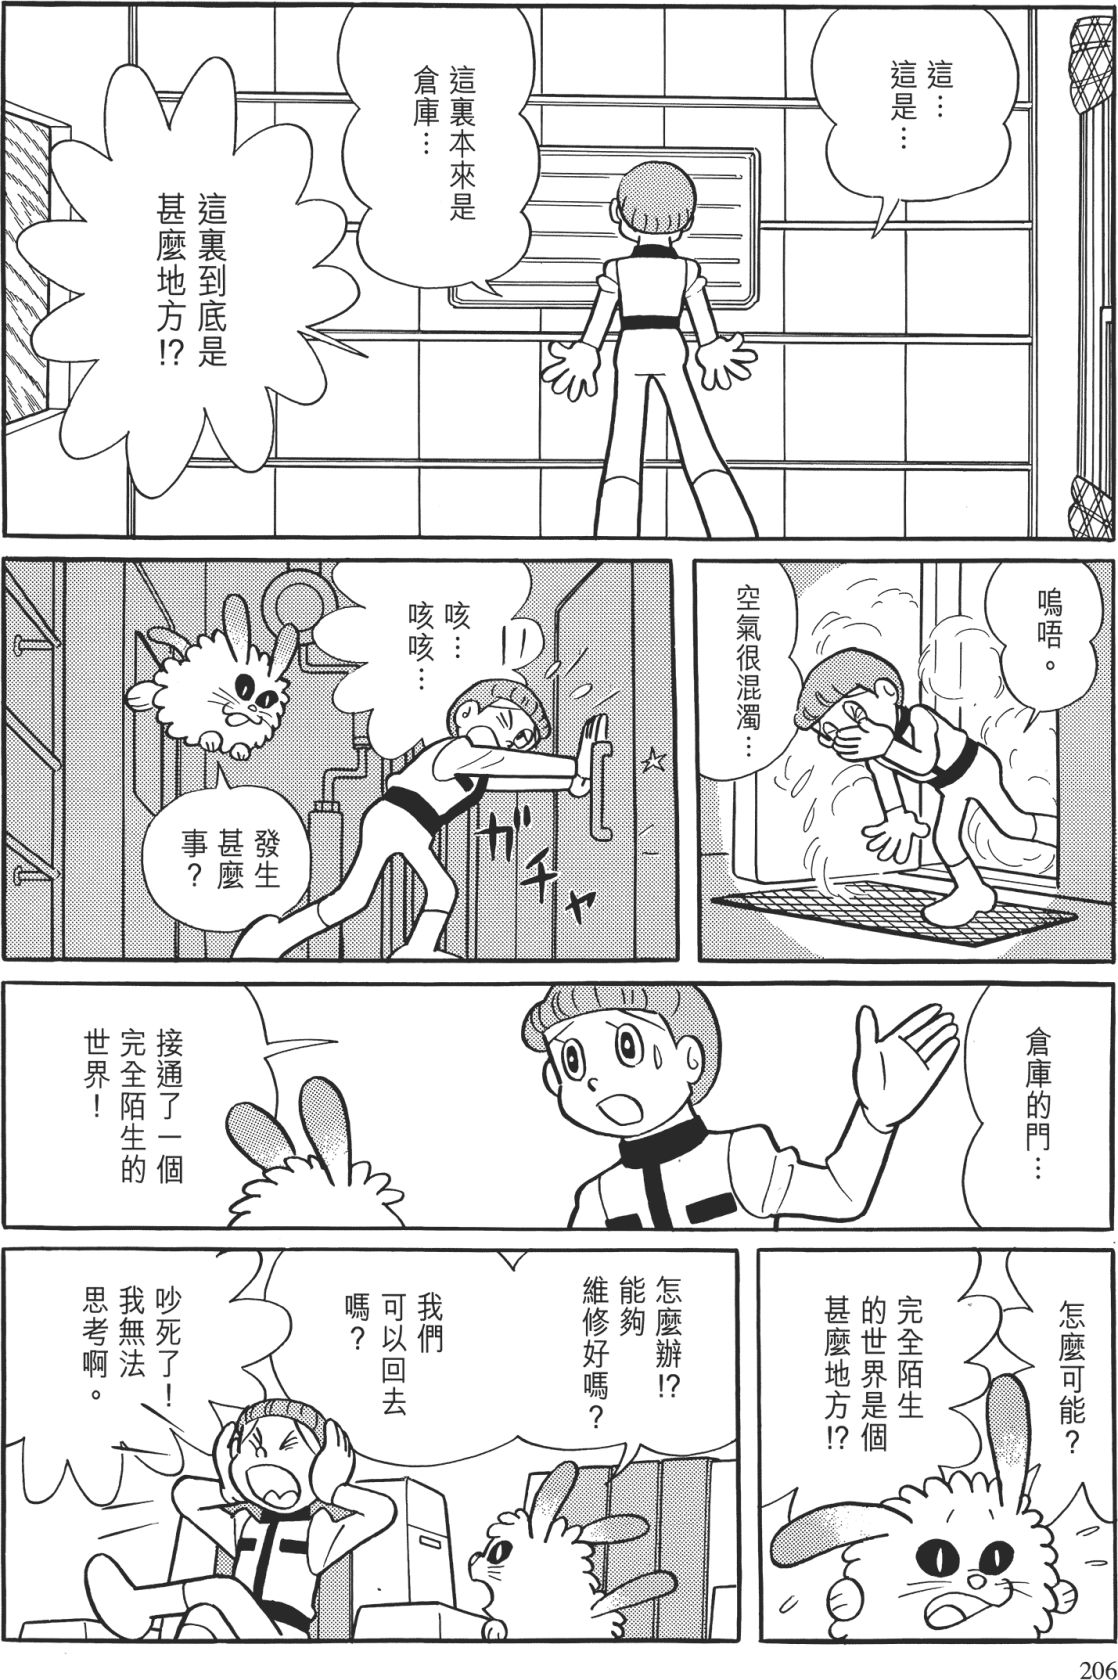 這⋯
這是⋯
這裏本來是
倉庫⋯
這裏到底是
甚麼地方!?
嗚唔。
空氣很混濁⋯
咳⋯
咳咳⋯
ガチャ
發生
甚麼
事？
倉庫的門⋯
接通了一個
完全陌生的
世界！
怎麼可能？
完全陌生
的世界是個
甚麼地方!?
怎麼辦!?
能夠
維修好嗎？
我們
可以回去
嗎？
吵死了！
我無法
思考啊。
206